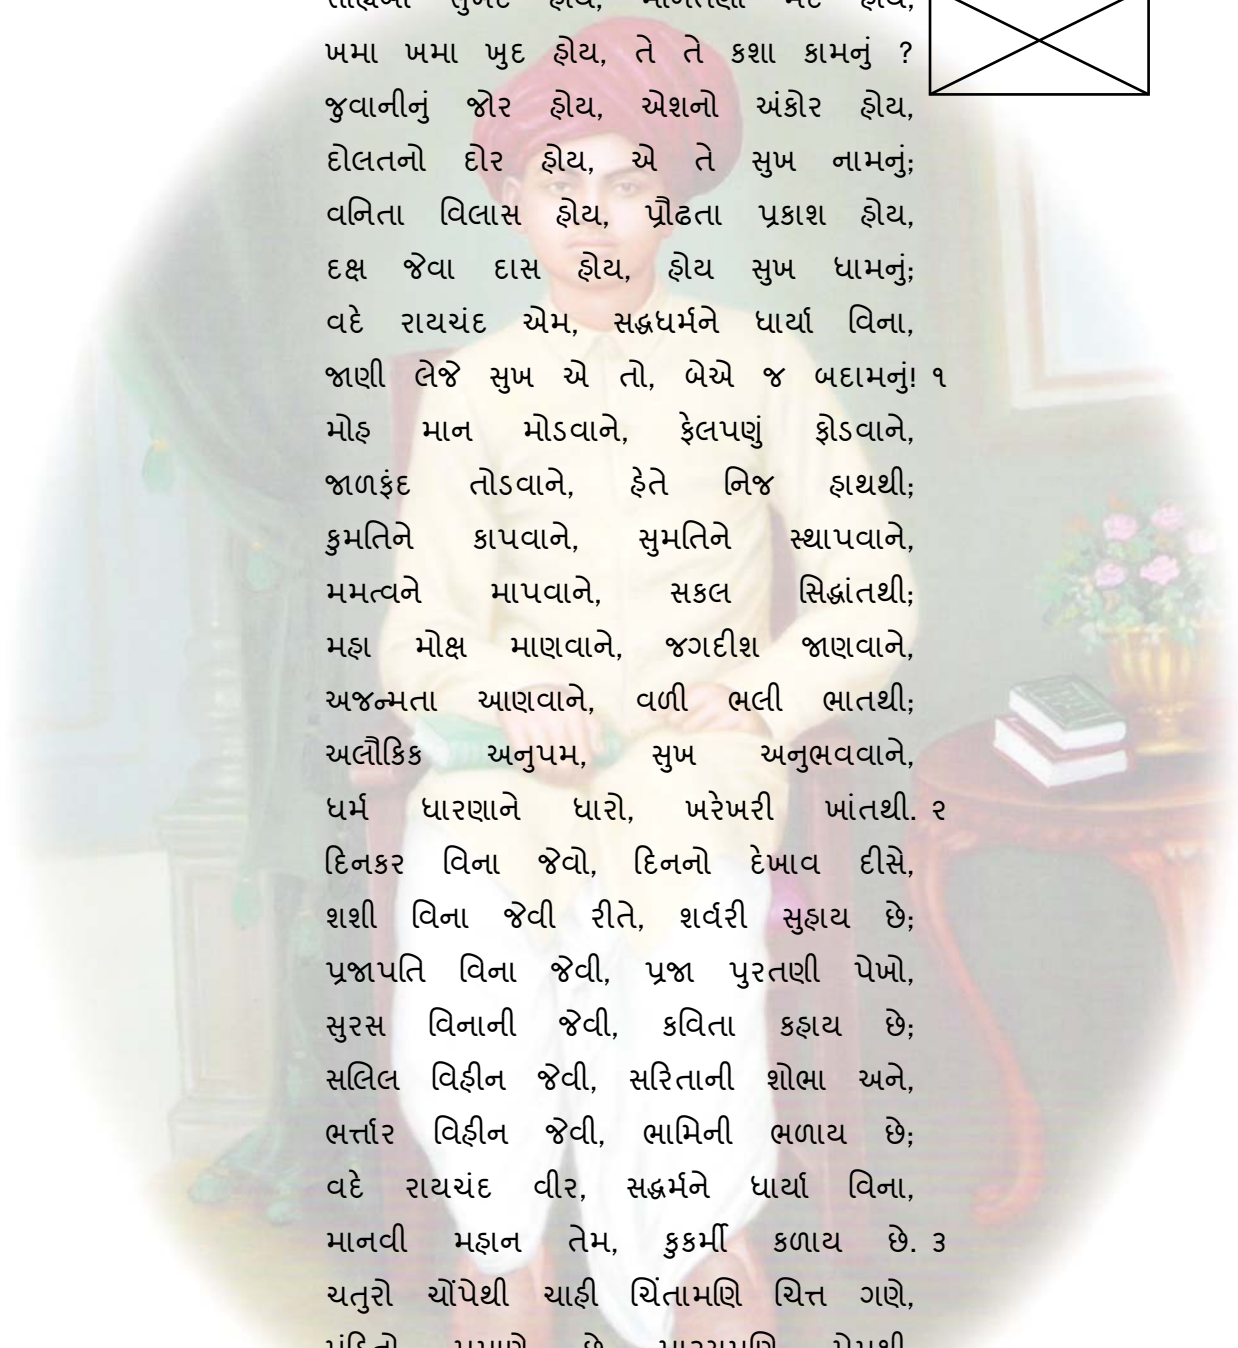 ખમા ખમા ખુદ હોય, તે તે કશા કામનું ?
જુવાનીનું જોર હોય, એશનો અંકોર હોય,
દોલતનો દોર હોય, એ તે સુખ નામનું;
વનિતા વિલાસ હોય, પ્રૌઢતા પ્રકાશ હોય,
દક્ષ જેવા દાસ હોય, હોય સુખ ધામનું;
વદે રાયચંદ એમ, સદ્ધધર્મને ધાર્યા વિના,
જાણી લેજે સુખ એ તો, બેએ જ બદામનું! ૧
મોહ માન મોડવાને, ફેલપણું ફોડવાને,
જાળફંદ તોડવાને, હેતે નિજ હાથથી;
કુમતિને કાપવાને, સુમતિને સ્થાપવાને,
મમત્વને માપવાને, સકલ સિદ્ધાંતથી;
મહા મોક્ષ માણવાને, જગદીશ જાણવાને,
અજન્મતા આણવાને, વળી ભલી ભાતથી;
અલૌકિક અનુપમ, સુખ અનુભવવાને,
ધર્મ ધારણાને ધારો, ખરેખરી ખાંતથી. ૨
દિનકર વિના જેવો, દિનનો દેખાવ દીસે,
શશી વિના જેવી રીતે, શર્વરી સુહાય છે;
પ્રજાપતિ વિના જેવી, પ્રજા પુરતણી પેખો,
સુરસ વિનાની જેવી, કવિતા કહાય છે;
સલિલ વિહીન જેવી, સરિતાની શોભા અને,
ભર્ત્તાર વિહીન જેવી, ભામિની ભળાય છે;
વદે રાયચંદ વીર, સદ્ધર્મને ધાર્યા વિના,
માનવી મહાન તેમ, કુકર્મી કળાય છે. ૩
ચતુરો ચોંપેથી ચાહી ચિંતામણિ ચિત્ત ગણે,